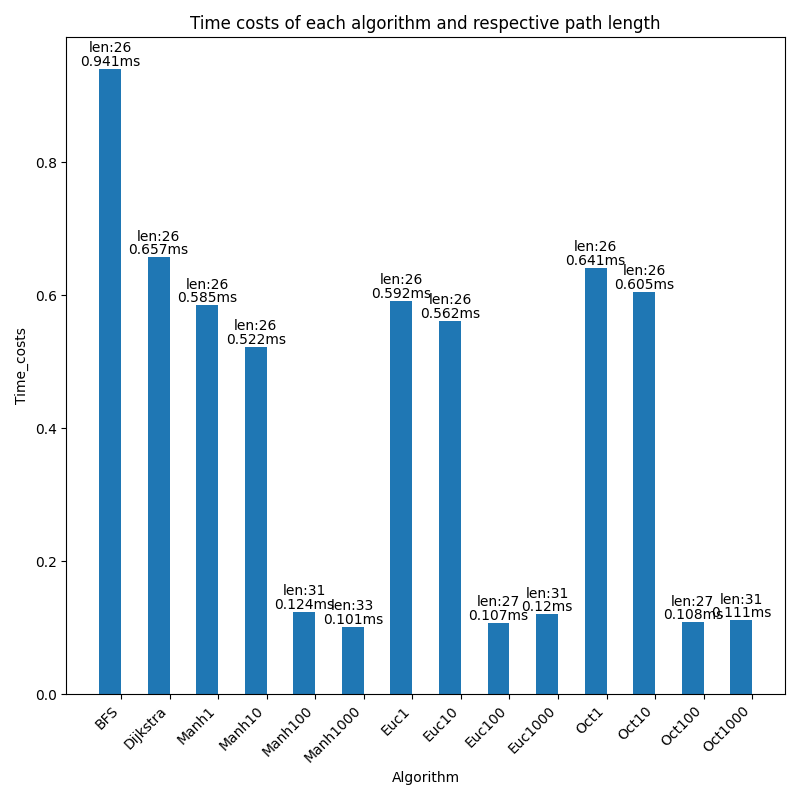 Time costs of each algorithm and respective path length
len:26
0.941ms
len:26
0.657ms
len:26
0.585ms
len:26
0.522ms
len:31
0.124ms
len:33
0.101ms
len:26
0.592ms
len:26
0.562ms
len:27
0.107ms
len:31
0.12ms
len:26
0.641ms
len:26
0.605ms
len:27
0.108ms
len:31
0.111ms
Time_costs
0.8
0.6
0.4
0.2
0.0
BFS
Dijkstra
Manh1
Manh10
Manh100
Manh1000
Euc1
Euc10
Euc100
Euc1000
Oct1
Oct10
Oct100
Oct1000
Algorithm